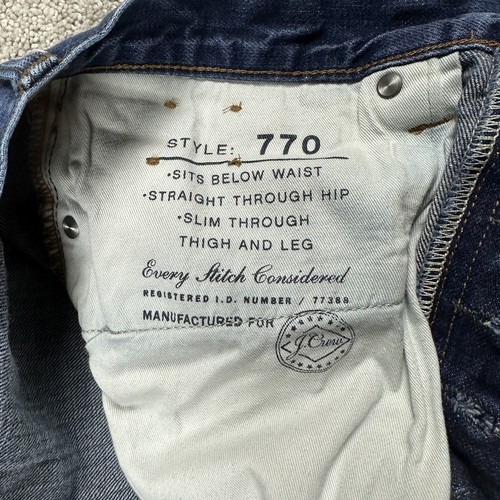 STYLE: 770
•SITS BELOW WAIST
•STRAIGHT THROUGH HIP
•SLIM THROUGH
THIGH AND LEG
Every Stitch Considered
REGISTERED I.D. NUMBER / 77388
MANUFACTURED FOR
J.Crew